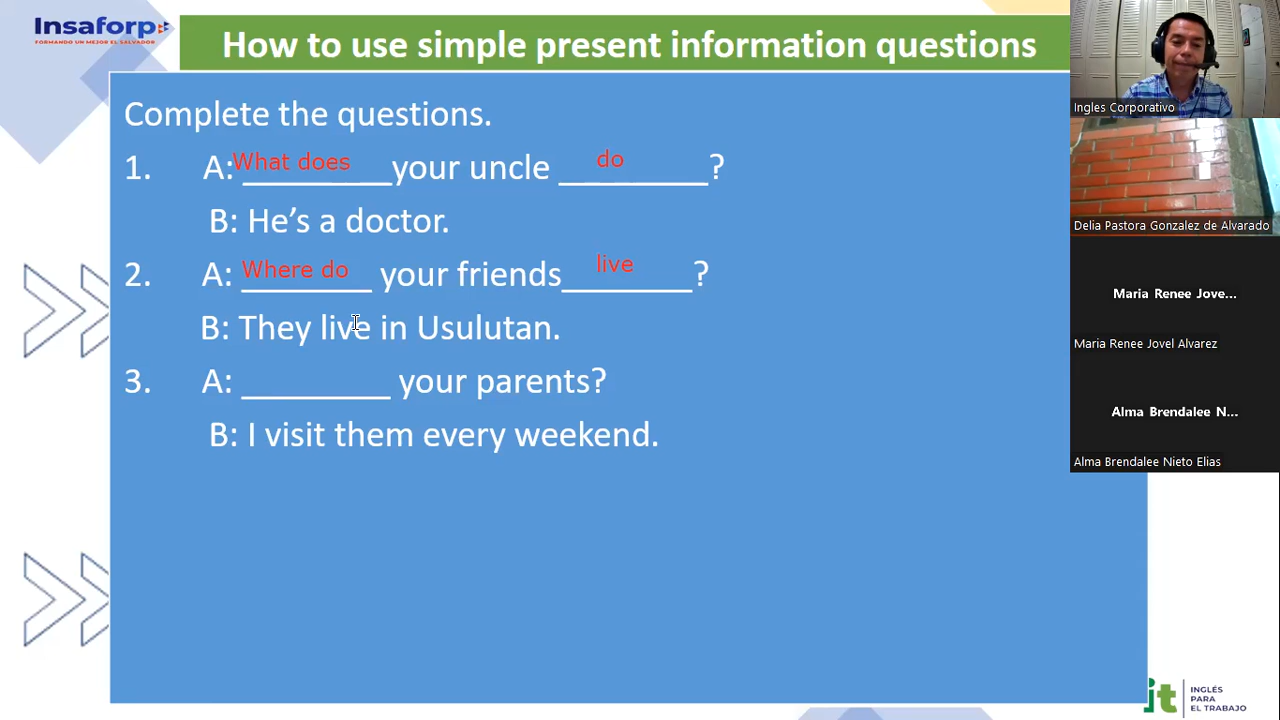 Insaforp
FORMANDO UN MEJOR EL SALVADOR
How to use simple present information questions
Complete the questions.
1. A: What does your uncle do ?
B: He's a doctor.
2. A: Where do your friends live ?
B: They live in Usulutan.
3. A: _________ your parents?
B: I visit them every weekend.
Ingles Corporativo
Delia Pastora Gonzalez de Alvarado
Maria Renee Jove...
Maria Renee Jovel Alvarez
Alma Brendalee N...
Alma Brendalee Nieto Elias
it
INGLÉS
PARA
EL TRABAJO